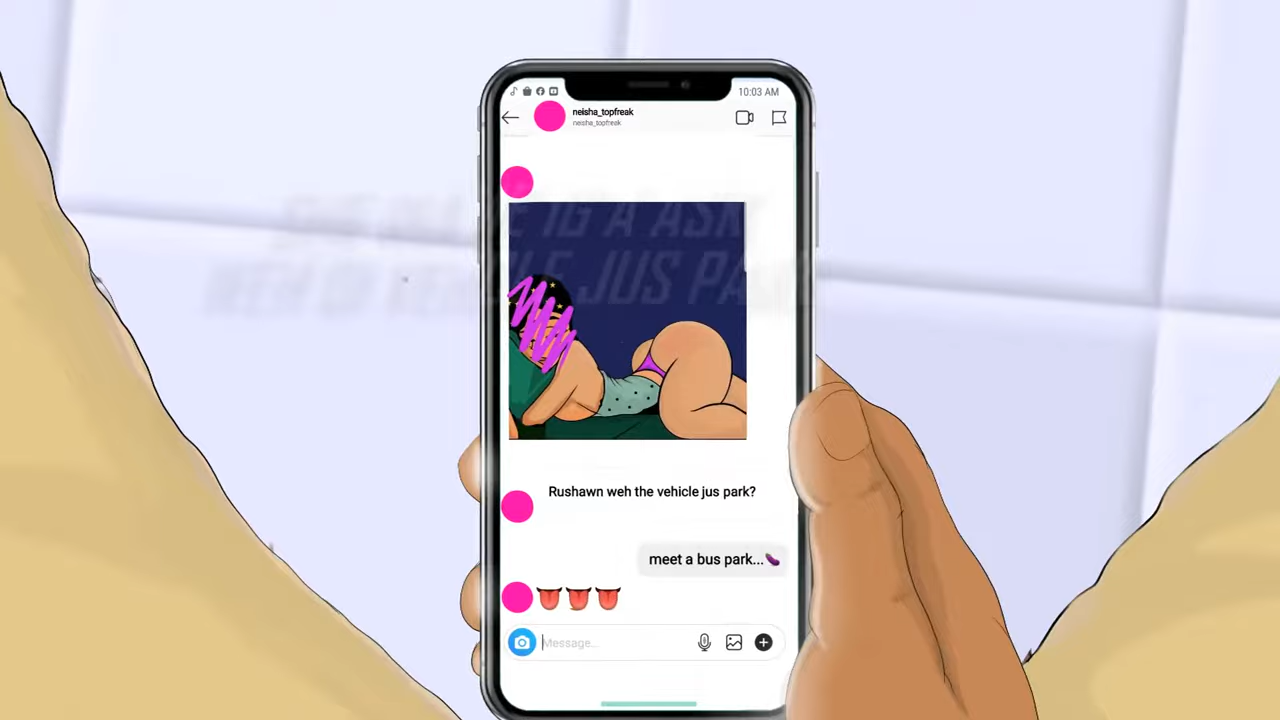 10:03 AM
neisha_topfreak
neisha_topfreak
Rushawn weh the vehicle jus park?
meet a bus park...🍆
👅👅👅
Message...